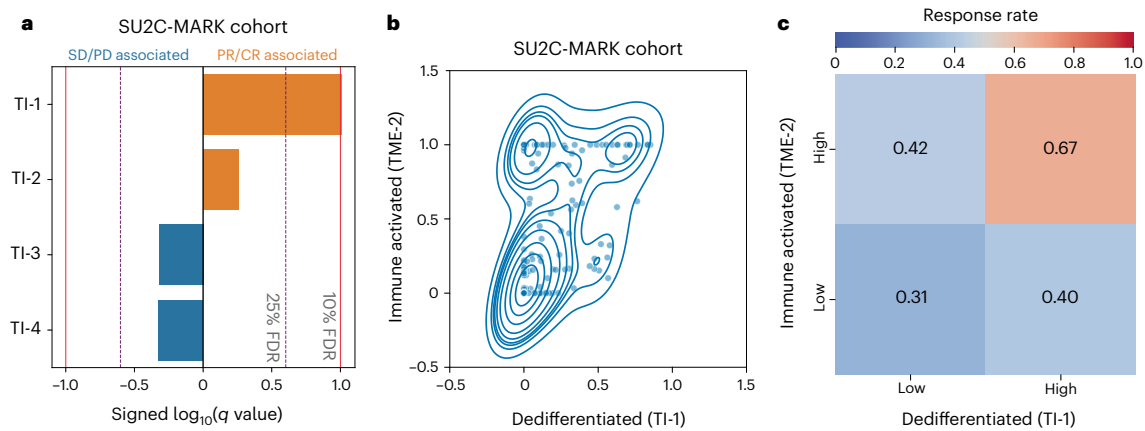 a
SU2C-MARK cohort
SD/PD associated
PR/CR associated
TI-1
TI-2
TI-3
TI-4
25% FDR
10% FDR
−1.0
−0.5
0
0.5
1.0
Signed log10(q value)
b
SU2C-MARK cohort
Immune activated (TME-2)
1.5
1.0
0.5
0
−0.5
−0.5
0
0.5
1.0
1.5
Dedifferentiated (TI-1)
c
Response rate
0
0.2
0.4
0.6
0.8
1.0
Immune activated (TME-2)
High
Low
0.42
0.67
0.31
0.40
Low
High
Dedifferentiated (TI-1)